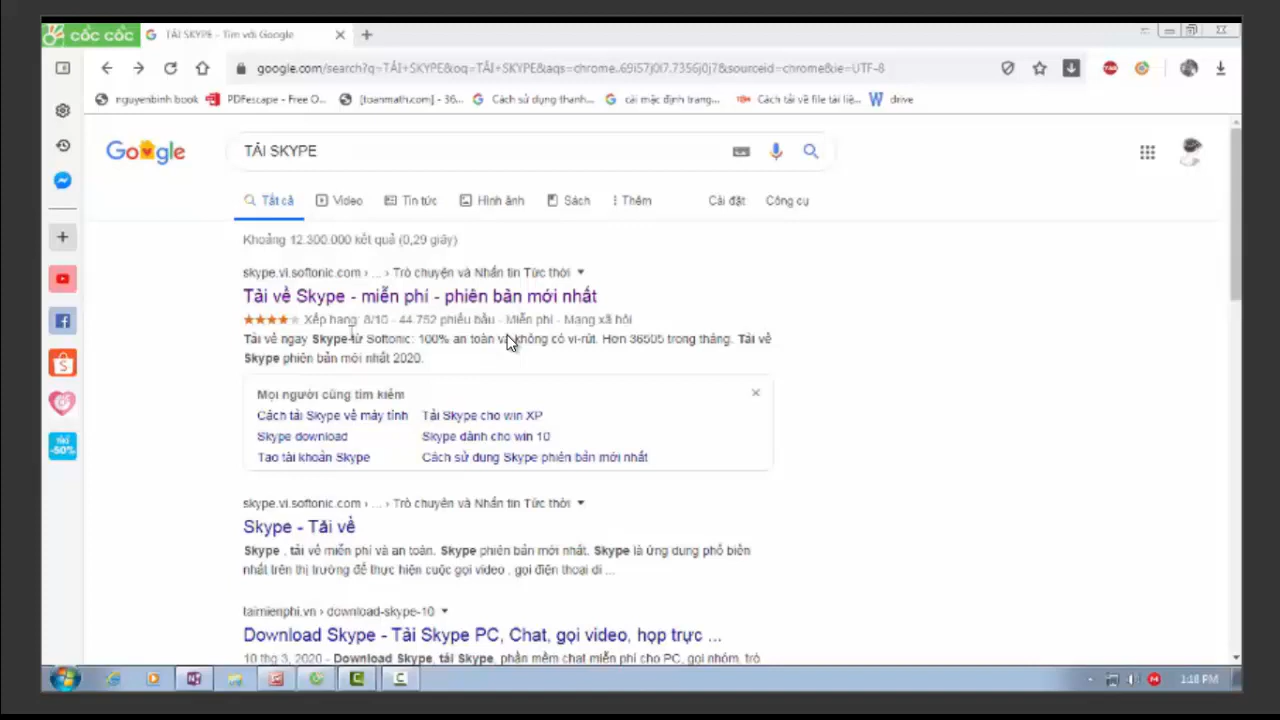 cốc cốc
TẢI SKYPE - Tìm với Google
google.com/search?q=TẢI+SKYPE&oq=TẢI+SKYPE&aqs=chrome..69i57j0l7.7356j0j7&sourceid=chrome&ie=UTF-8
nguyenbinh book
PDFescape - Free O...
[toanmath.com] - 36...
Cách sử dụng thanh...
cài mặc định trang...
Cách tải về file tài liệ...
drive
Google
TẢI SKYPE
Tất cả
Video
Tin tức
Hình ảnh
Sách
Thêm
Cài đặt
Công cụ
Khoảng 12.300.000 kết quả (0,29 giây)
skype.vi.softonic.com › ... › Trò chuyện và Nhắn tin Tức thời
Tải về Skype - miễn phí - phiên bản mới nhất
Xếp hạng: 8/10 - 44.752 phiếu bầu - Miễn phí - Mạng xã hội
Tải về ngay Skype từ Softonic: 100% an toàn và không có vi-rút. Hơn 36505 trong tháng. Tải về
Skype phiên bản mới nhất 2020.
Mọi người cũng tìm kiếm
Cách tải Skype về máy tính
Tải Skype cho win XP
Skype download
Skype dành cho win 10
Tạo tài khoản Skype
Cách sử dụng Skype phiên bản mới nhất
skype.vi.softonic.com › ... › Trò chuyện và Nhắn tin Tức thời
Skype - Tải về
Skype , tải về miễn phí và an toàn. Skype phiên bản mới nhất. Skype là ứng dụng phổ biến
nhất trên thị trường để thực hiện cuộc gọi video , gọi điện thoại di ...
taimienphi.vn › download-skype-10
Download Skype - Tải Skype PC, Chat, gọi video, họp trực ...
10 thg 3, 2020 - Download Skype, tải Skype, phần mềm chat miễn phí cho PC, gọi nhóm, trò
1:18 PM